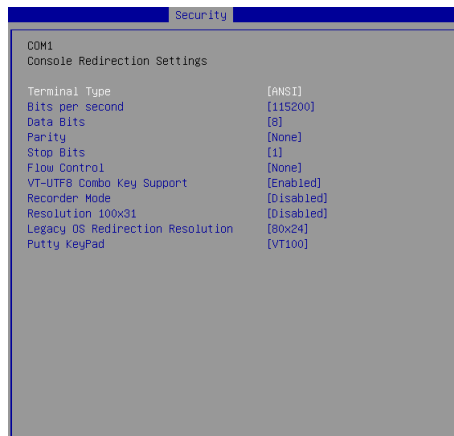 Security
COM1
Console Redirection Settings
Terminal Type [ANSI]
Bits per second [115200]
Data Bits [8]
Parity [None]
Stop Bits [1]
Flow Control [None]
VT-UTF8 Combo Key Support [Enabled]
Recorder Mode [Disabled]
Resolution 100x31 [Disabled]
Legacy OS Redirection Resolution [80x24]
Putty KeyPad [VT100]